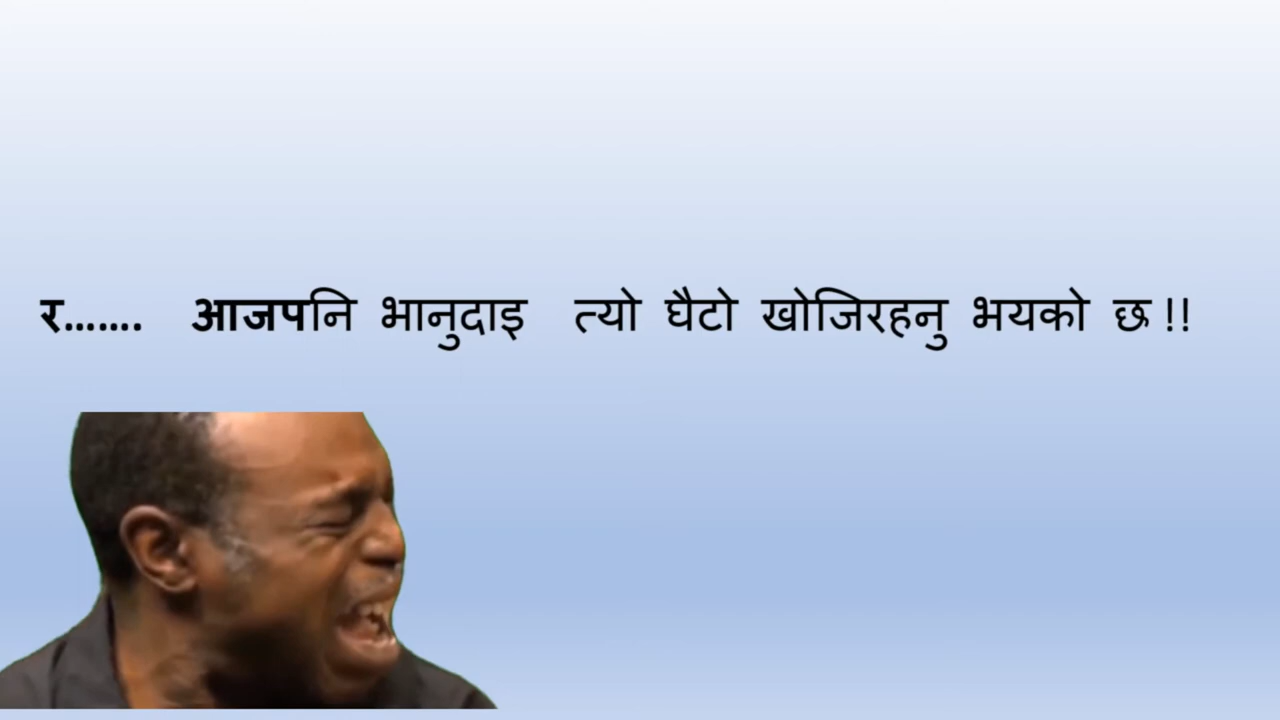 र....... आजपनि भानुदाइ त्यो घैटो खोजिरहनु भयको छ !!